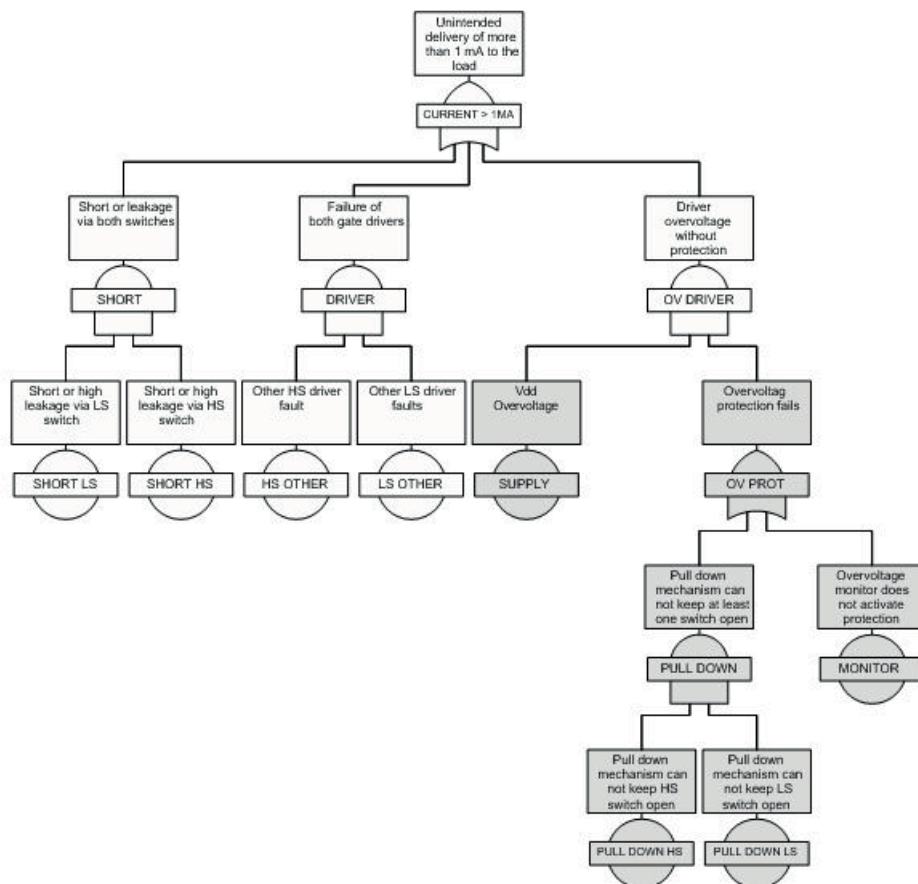 Unintended
delivery of more
than 1 mA to the
load
CURRENT > 1MA
Short or leakage
via both switches
Failure of
both gate drivers
Driver
overvoltage
without
protection
SHORT
DRIVER
OV DRIVER
Short or high
leakage via LS
switch
Short or high
leakage via HS
switch
Other HS driver
fault
Other LS driver
faults
Vdd
Overvoltage
Overvoltag
protection fails
SHORT LS
SHORT HS
HS OTHER
LS OTHER
SUPPLY
OV PROT
Pull down
mechanism can
not keep at least
one switch open
Overvoltage
monitor does
not activate
protection
PULL DOWN
MONITOR
Pull down
mechanism can
not keep HS
switch open
Pull down
mechanism can
not keep LS
switch open
PULL DOWN HS
PULL DOWN LS